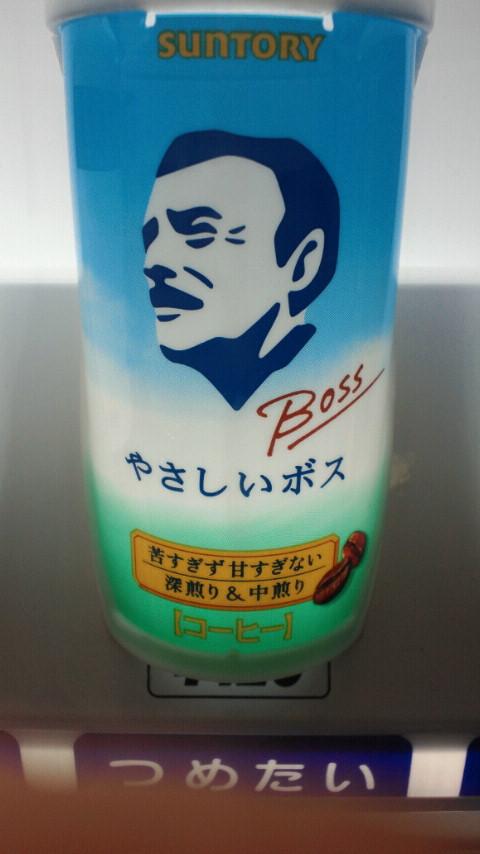 SUNTORY
BOSS
やさしいボス
苦すぎず甘すぎない
深煎り&中煎り
【コーヒー】
つめたい